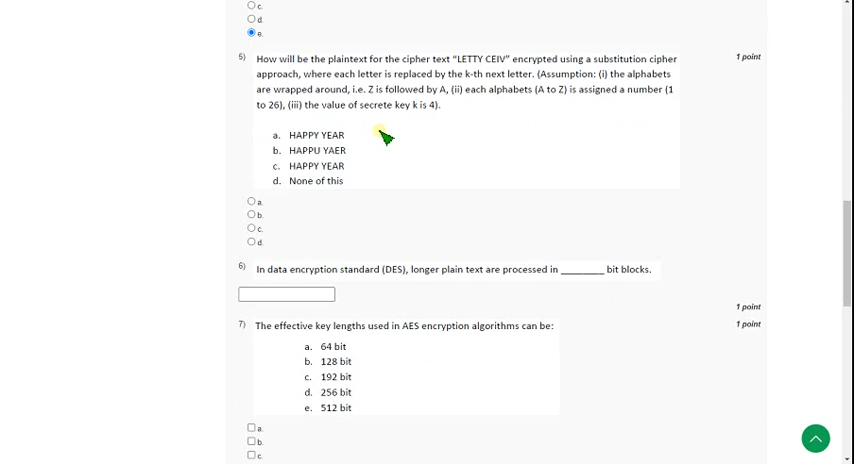 c.
d.
e.
5) How will be the plaintext for the cipher text “LETTY CEIV” encrypted using a substitution cipher 1 point
approach, where each letter is replaced by the k-th next letter. (Assumption: (i) the alphabets
are wrapped around, i.e. Z is followed by A, (ii) each alphabets (A to Z) is assigned a number (1
to 26), (iii) the value of secrete key k is 4).
a. HAPPY YEAR
b. HAPPU YAER
c. HAPPY YEAR
d. None of this
a.
b.
c.
d.
6) In data encryption standard (DES), longer plain text are processed in ________ bit blocks.
1 point
7) The effective key lengths used in AES encryption algorithms can be: 1 point
a. 64 bit
b. 128 bit
c. 192 bit
d. 256 bit
e. 512 bit
a.
b.
c.